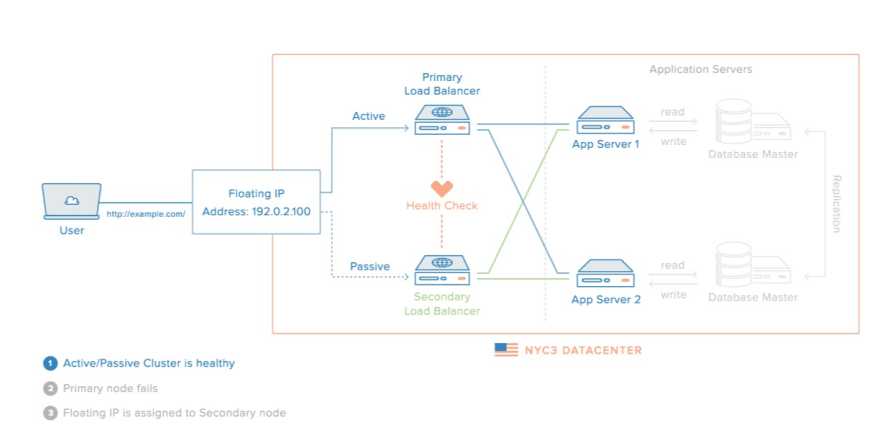 Application Servers
Primary
Load Balancer
Active
App Server 1
read
write
Database Master
Floating IP
Address: 192.0.2.100
http://example.com/
User
Health Check
Replication
Passive
Secondary
Load Balancer
App Server 2
read
write
Database Master
NYC3 DATACENTER
1 Active/Passive Cluster is healthy
2 Primary node fails
3 Floating IP is assigned to Secondary node